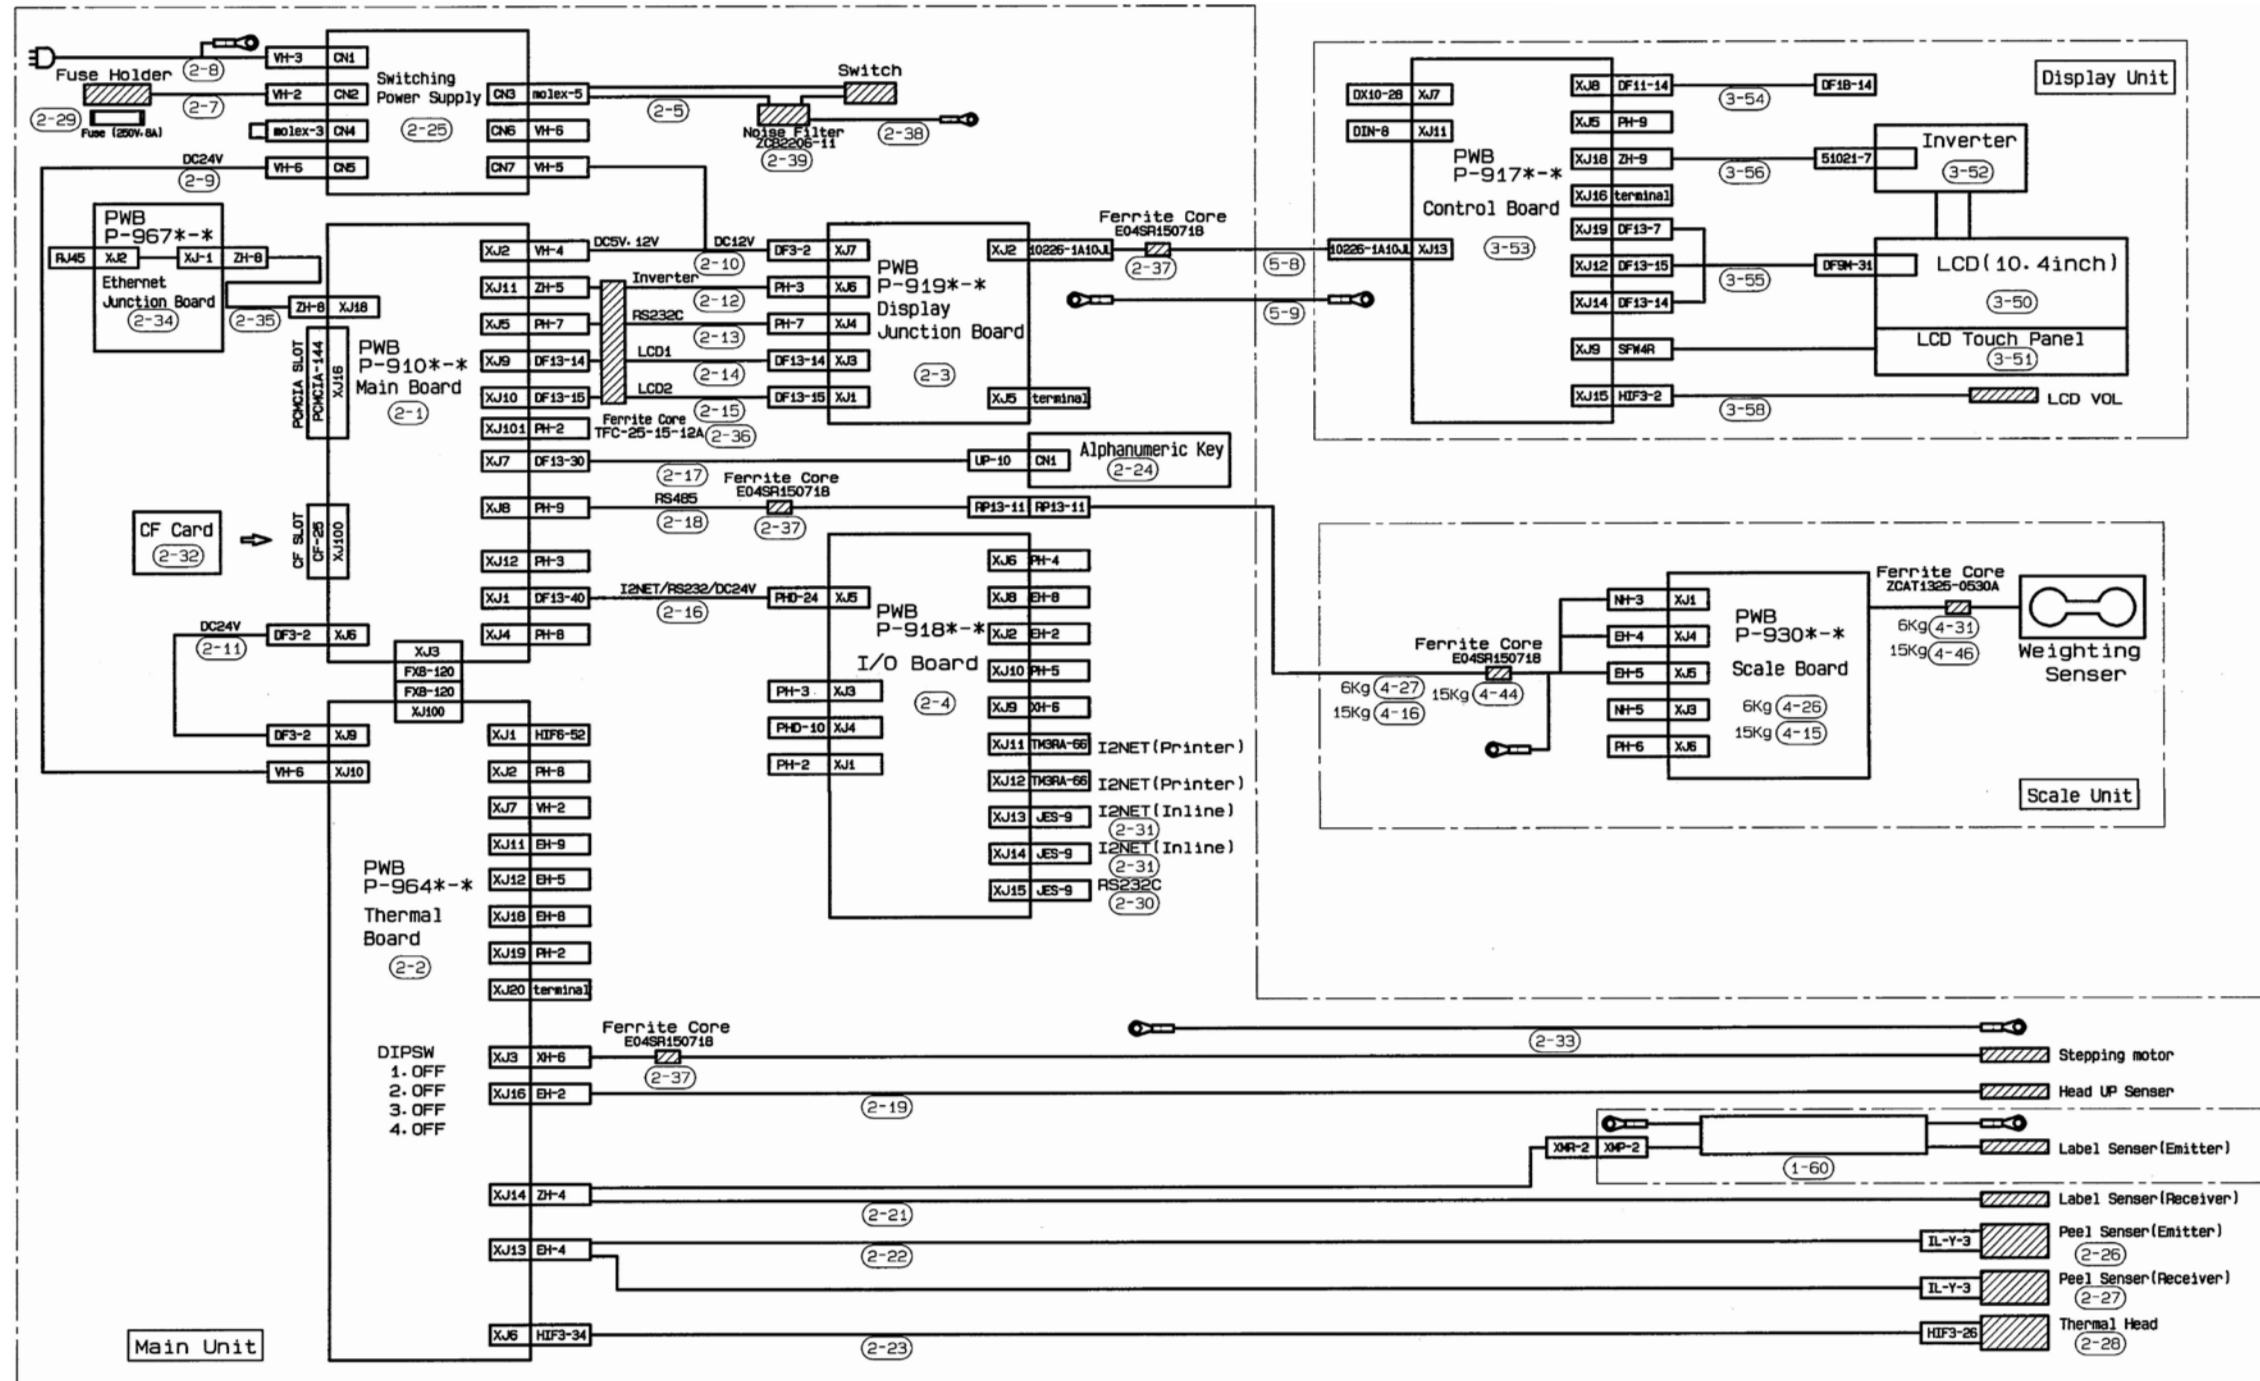 VH-3 CN1
Fuse Holder
2-8
VH-2 CN2
2-7
2-29
Fuse (250V.8A)
molex-3 CN4
DC24V
VH-6 CN5
2-9
Switching
Power Supply
2-25
CN3 molex-5
CN6 VH-6
CN7 VH-5
2-5
Switch
Noise Filter
ZCB2206-11
2-39
2-38
PWB
P-967*-*
RJ45 XJ2 XJ-1 ZH-8
Ethernet
Junction Board
2-34
2-35
ZH-8 XJ18
PCMCIA SLOT
PCMCIA-144
XJ16
PWB
P-910*-*
Main Board
2-1
CF Card
2-32
CF SLOT
CF-25
XJ100
DC24V
2-11
DF3-2 XJ6
XJ3
FX8-120
FX8-120
XJ100
XJ2 VH-4
DC5V.12V
DC12V
2-10
DF3-2 XJ7
XJ11 ZH-5
Inverter
2-12
PH-3 XJ6
XJ5 PH-7
RS232C
2-13
PH-7 XJ4
XJ9 DF13-14
LCD1
2-14
DF13-14 XJ3
XJ10 DF13-15
LCD2
2-15
DF13-15 XJ1
XJ101 PH-2
Ferrite Core
TFC-25-15-12A
2-36
XJ7 DF13-30
2-17
UP-10 CN1
Alphanumeric Key
2-24
XJ8 PH-9
RS485
2-18
Ferrite Core
E04SR150718
2-37
RP13-11 RP13-11
XJ12 PH-3
XJ1 DF13-40
I2NET/RS232/DC24V
2-16
PHD-24 XJ5
XJ4 PH-8
PWB
P-919*-*
Display
Junction Board
2-3
XJ2 10226-1A10JL
XJ5 terminal
Ferrite Core
E04SR150718
2-37
5-8
5-9
10226-1A10JL XJ13
PWB
P-918*-*
I/O Board
2-4
PH-3 XJ3
PHD-10 XJ4
PH-2 XJ1
XJ6 PH-4
XJ8 EH-8
XJ2 EH-2
XJ10 PH-5
XJ9 XH-6
XJ11 TM3RA-66 I2NET(Printer)
XJ12 TM3RA-66 I2NET(Printer)
XJ13 JES-9 I2NET(Inline)
2-31
XJ14 JES-9 I2NET(Inline)
2-31
XJ15 JES-9 RS232C
2-30
Display Unit
DX10-28 XJ7
DIN-8 XJ11
PWB
P-917*-*
Control Board
3-53
XJ8 DF11-14
3-54
DF1B-14
XJ5 PH-9
XJ18 ZH-9
3-56
51021-7
Inverter
3-52
XJ16 terminal
XJ19 DF13-7
XJ12 DF13-15
3-55
DF9M-31
LCD(10.4inch)
3-50
XJ14 DF13-14
XJ9 SFW4R
LCD Touch Panel
3-51
XJ15 HIF3-2
3-58
LCD VOL
Ferrite Core
E04SR150718
6Kg 4-27
15Kg 4-44
15Kg 4-16
NH-3 XJ1
EH-4 XJ4
EH-5 XJ5
NH-5 XJ3
PH-6 XJ6
PWB
P-930*-*
Scale Board
6Kg 4-26
15Kg 4-15
Ferrite Core
ZCAT1325-0530A
6Kg 4-31
15Kg 4-46
Weighting
Senser
Scale Unit
DF3-2 XJ9
VH-6 XJ10
PWB
P-964*-*
Thermal
Board
2-2
XJ1 HIF6-52
XJ2 PH-8
XJ7 VH-2
XJ11 EH-9
XJ12 EH-5
XJ18 EH-8
XJ19 PH-2
XJ20 terminal
DIPSW
1.OFF
2.OFF
3.OFF
4.OFF
2-33
XJ3 XH-6
Ferrite Core
E04SR150718
2-37
Stepping motor
XJ16 EH-2
2-19
Head UP Senser
XMR-2 XMP-2
1-60
Label Senser(Emitter)
XJ14 ZH-4
2-21
Label Senser(Receiver)
XJ13 EH-4
2-22
IL-Y-3
Peel Senser(Emitter)
2-26
IL-Y-3
Peel Senser(Receiver)
2-27
XJ6 HIF3-34
2-23
HIF3-26
Thermal Head
2-28
Main Unit